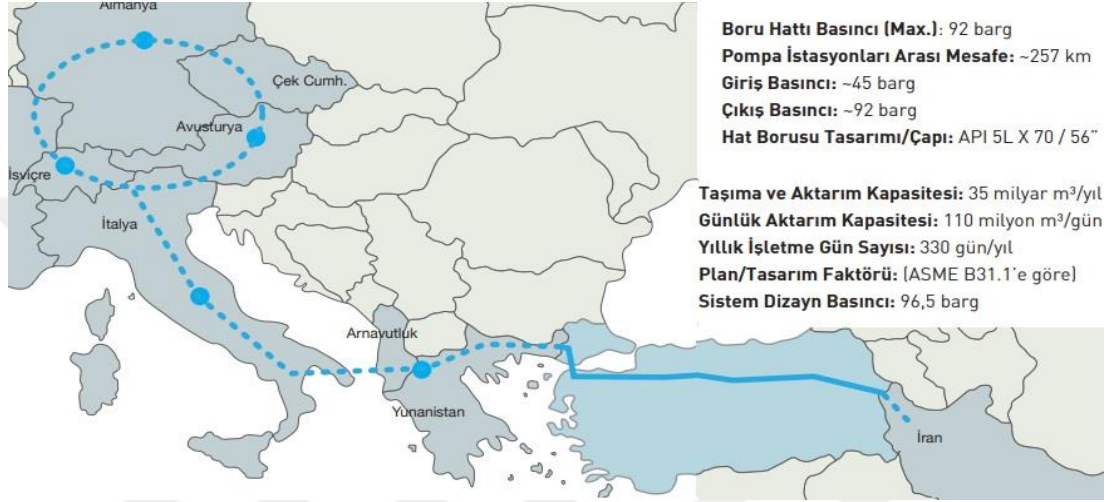 Almanya
Çek Cumh.
Avusturya
İsviçre
İtalya
Arnavutluk
Yunanistan
İran
Boru Hattı Basıncı (Max.): 92 barg
Pompa İstasyonları Arası Mesafe: ~257 km
Giriş Basıncı: ~45 barg
Çıkış Basıncı: ~92 barg
Hat Borusu Tasarımı/Çapı: API 5L X 70 / 56”
Taşıma ve Aktarım Kapasitesi: 35 milyar m³/yıl
Günlük Aktarım Kapasitesi: 110 milyon m³/gün
Yıllık İşletme Gün Sayısı: 330 gün/yıl
Plan/Tasarım Faktörü: (ASME B31.1’e göre)
Sistem Dizayn Basıncı: 96,5 barg